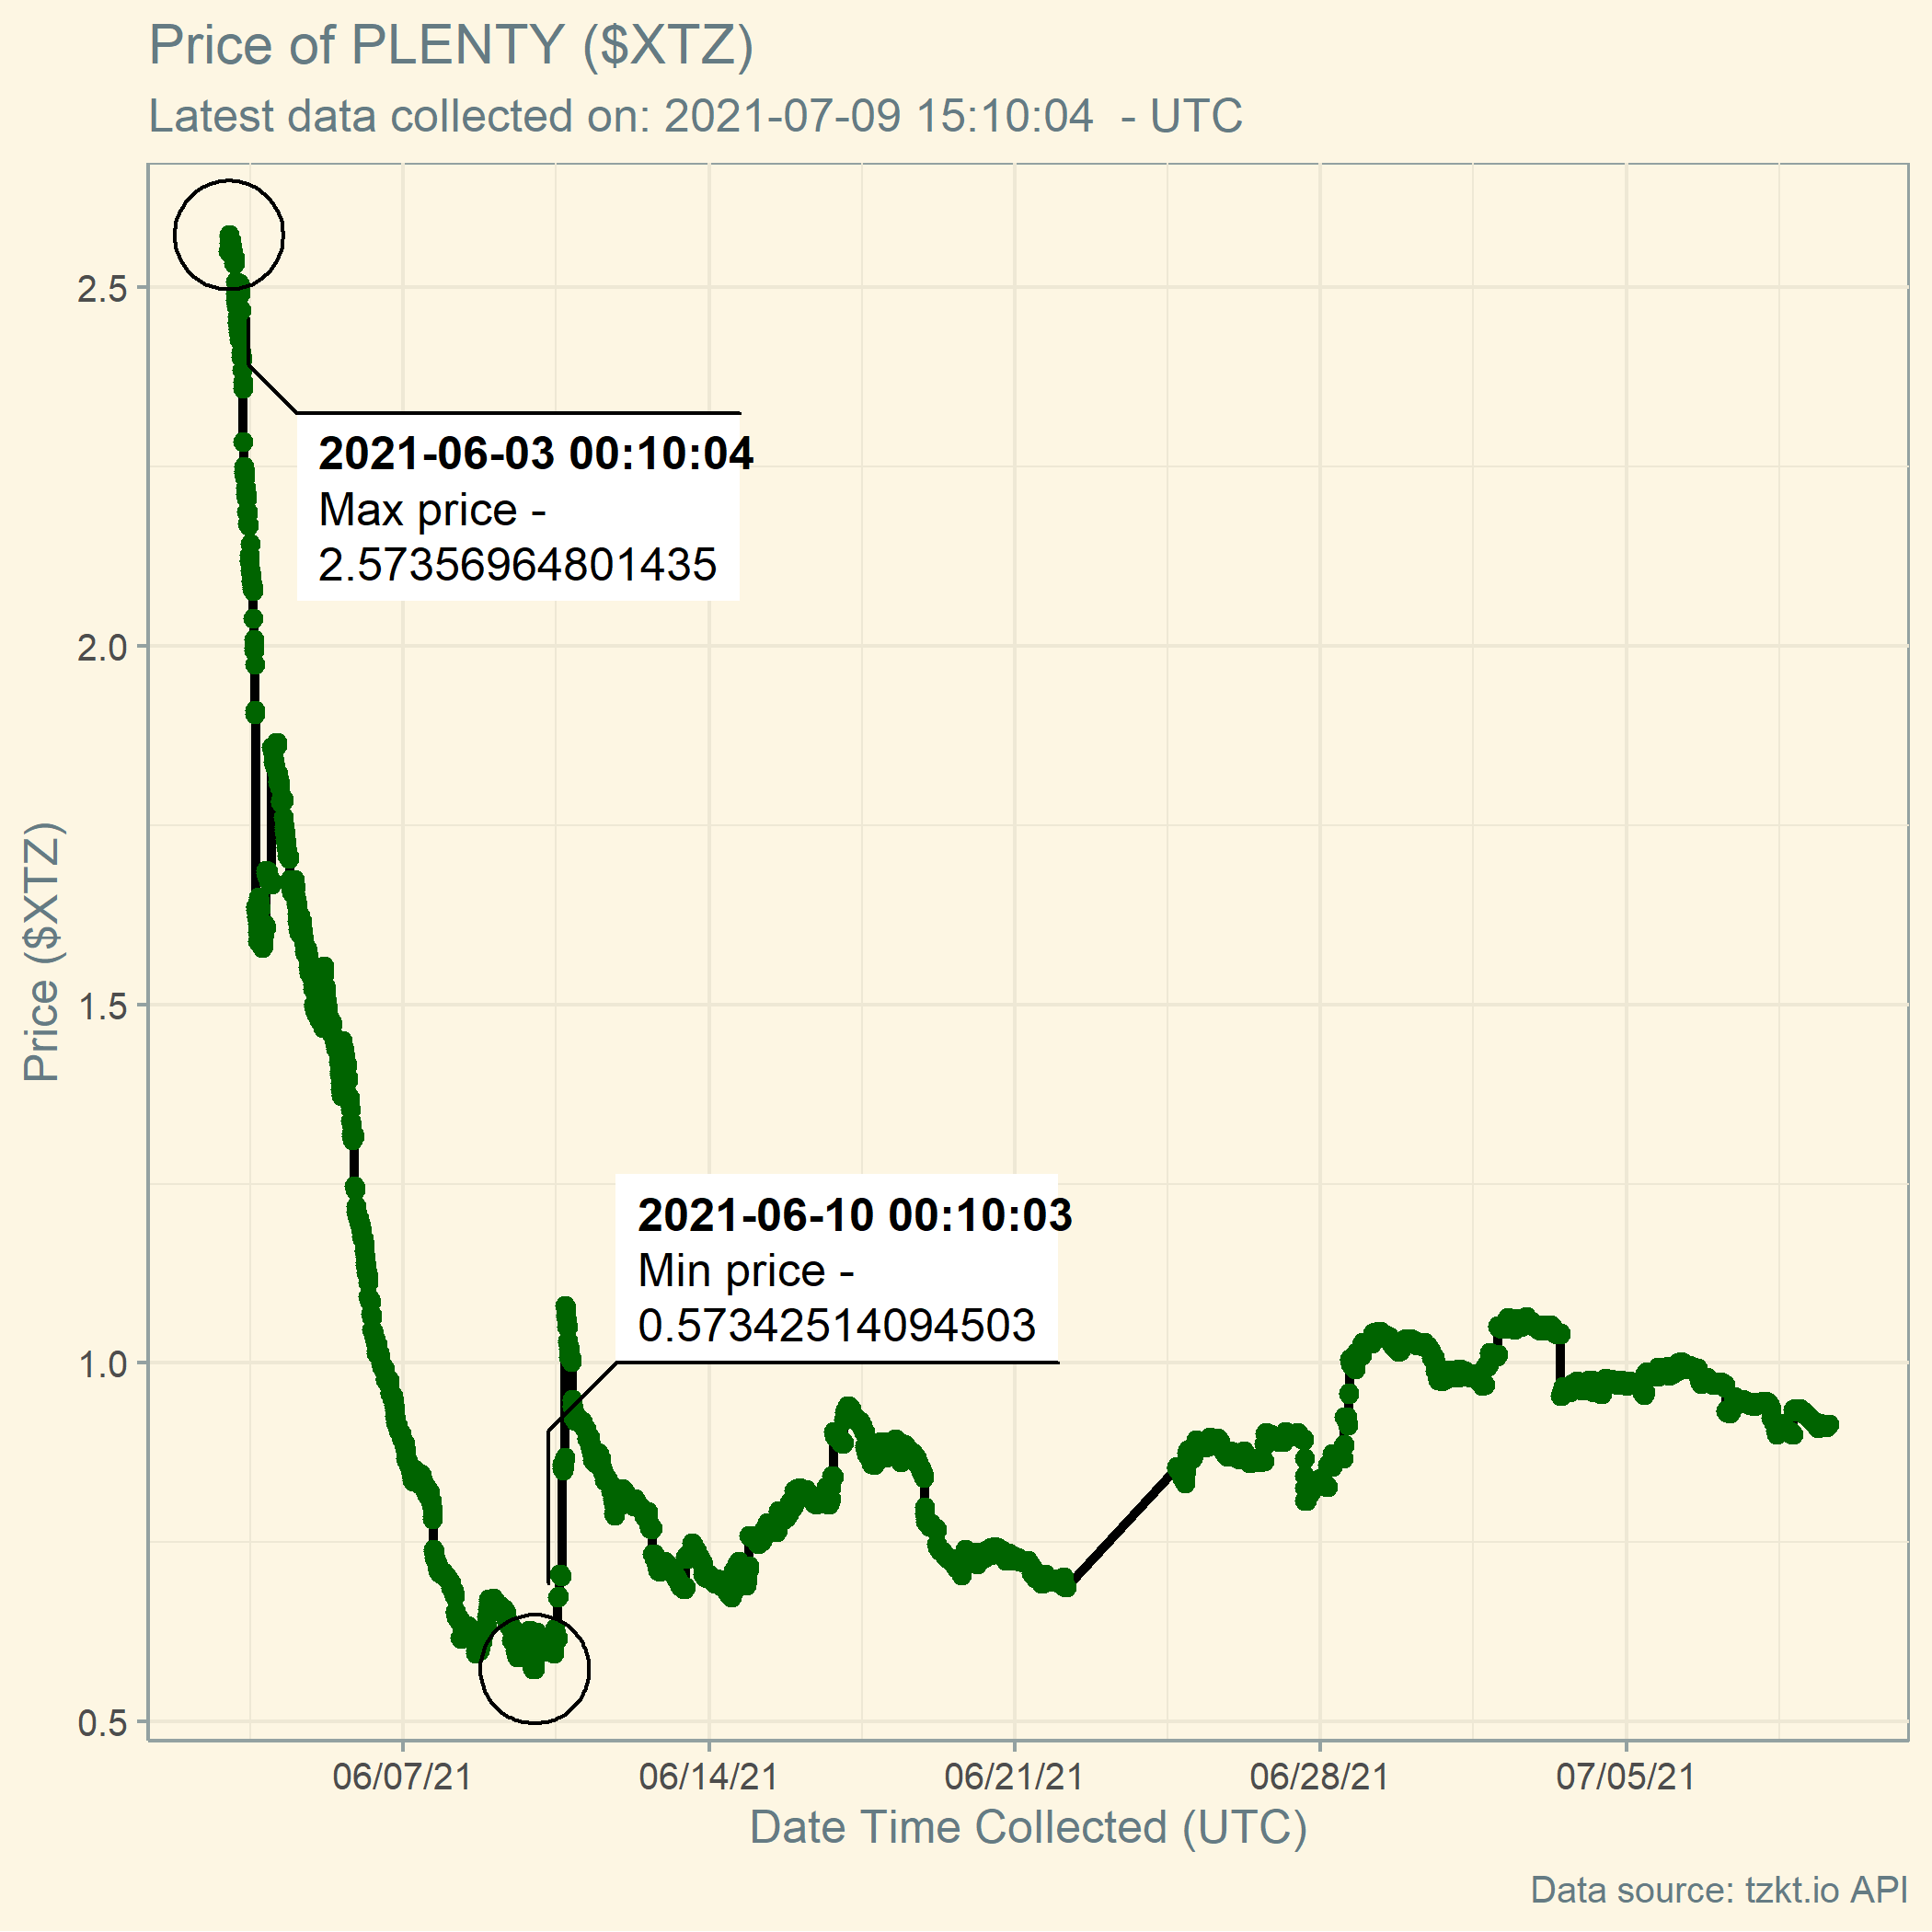 Price of PLENTY ($XTZ)
Latest data collected on: 2021-07-09 15:10:04  - UTC
Price ($XTZ)
2.5
2.0
1.5
1.0
0.5
2021-06-03 00:10:04
Max price -
2.57356964801435
2021-06-10 00:10:03
Min price -
0.57342514094503
06/07/21
06/14/21
06/21/21
06/28/21
07/05/21
Date Time Collected (UTC)
Data source: tzkt.io API